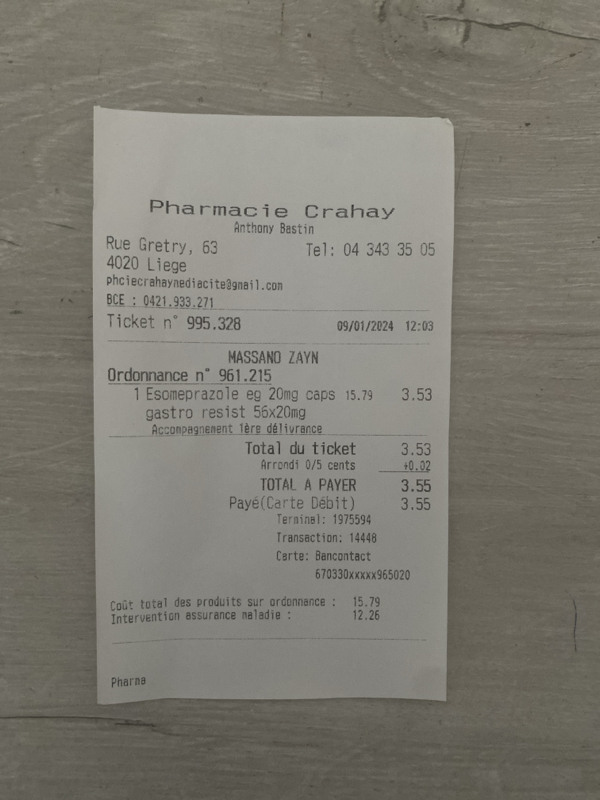 Pharmacie Crahay
Anthony Bastin
Rue Gretry, 63 Tel: 04 343 35 05
4020 Liege
phciecrahaymediacite@gmail.com
BCE : 0421.933.271
Ticket n° 995.328 09/01/2024 12:03
MASSANO ZAYN
Ordonnance n° 961.215
1 Esomeprazole eg 20mg caps 15.79 3.53
gastro resist 56x20mg
Accompagnement 1ère délivrance
Total du ticket 3.53
Arrondi 0/5 cents +0.02
TOTAL A PAYER 3.55
Payé(Carte Débit) 3.55
Terminal: 1975594
Transaction: 14448
Carte: Bancontact
670330xxxxx965020
Coût total des produits sur ordonnance : 15.79
Intervention assurance maladie : 12.26
Pharma